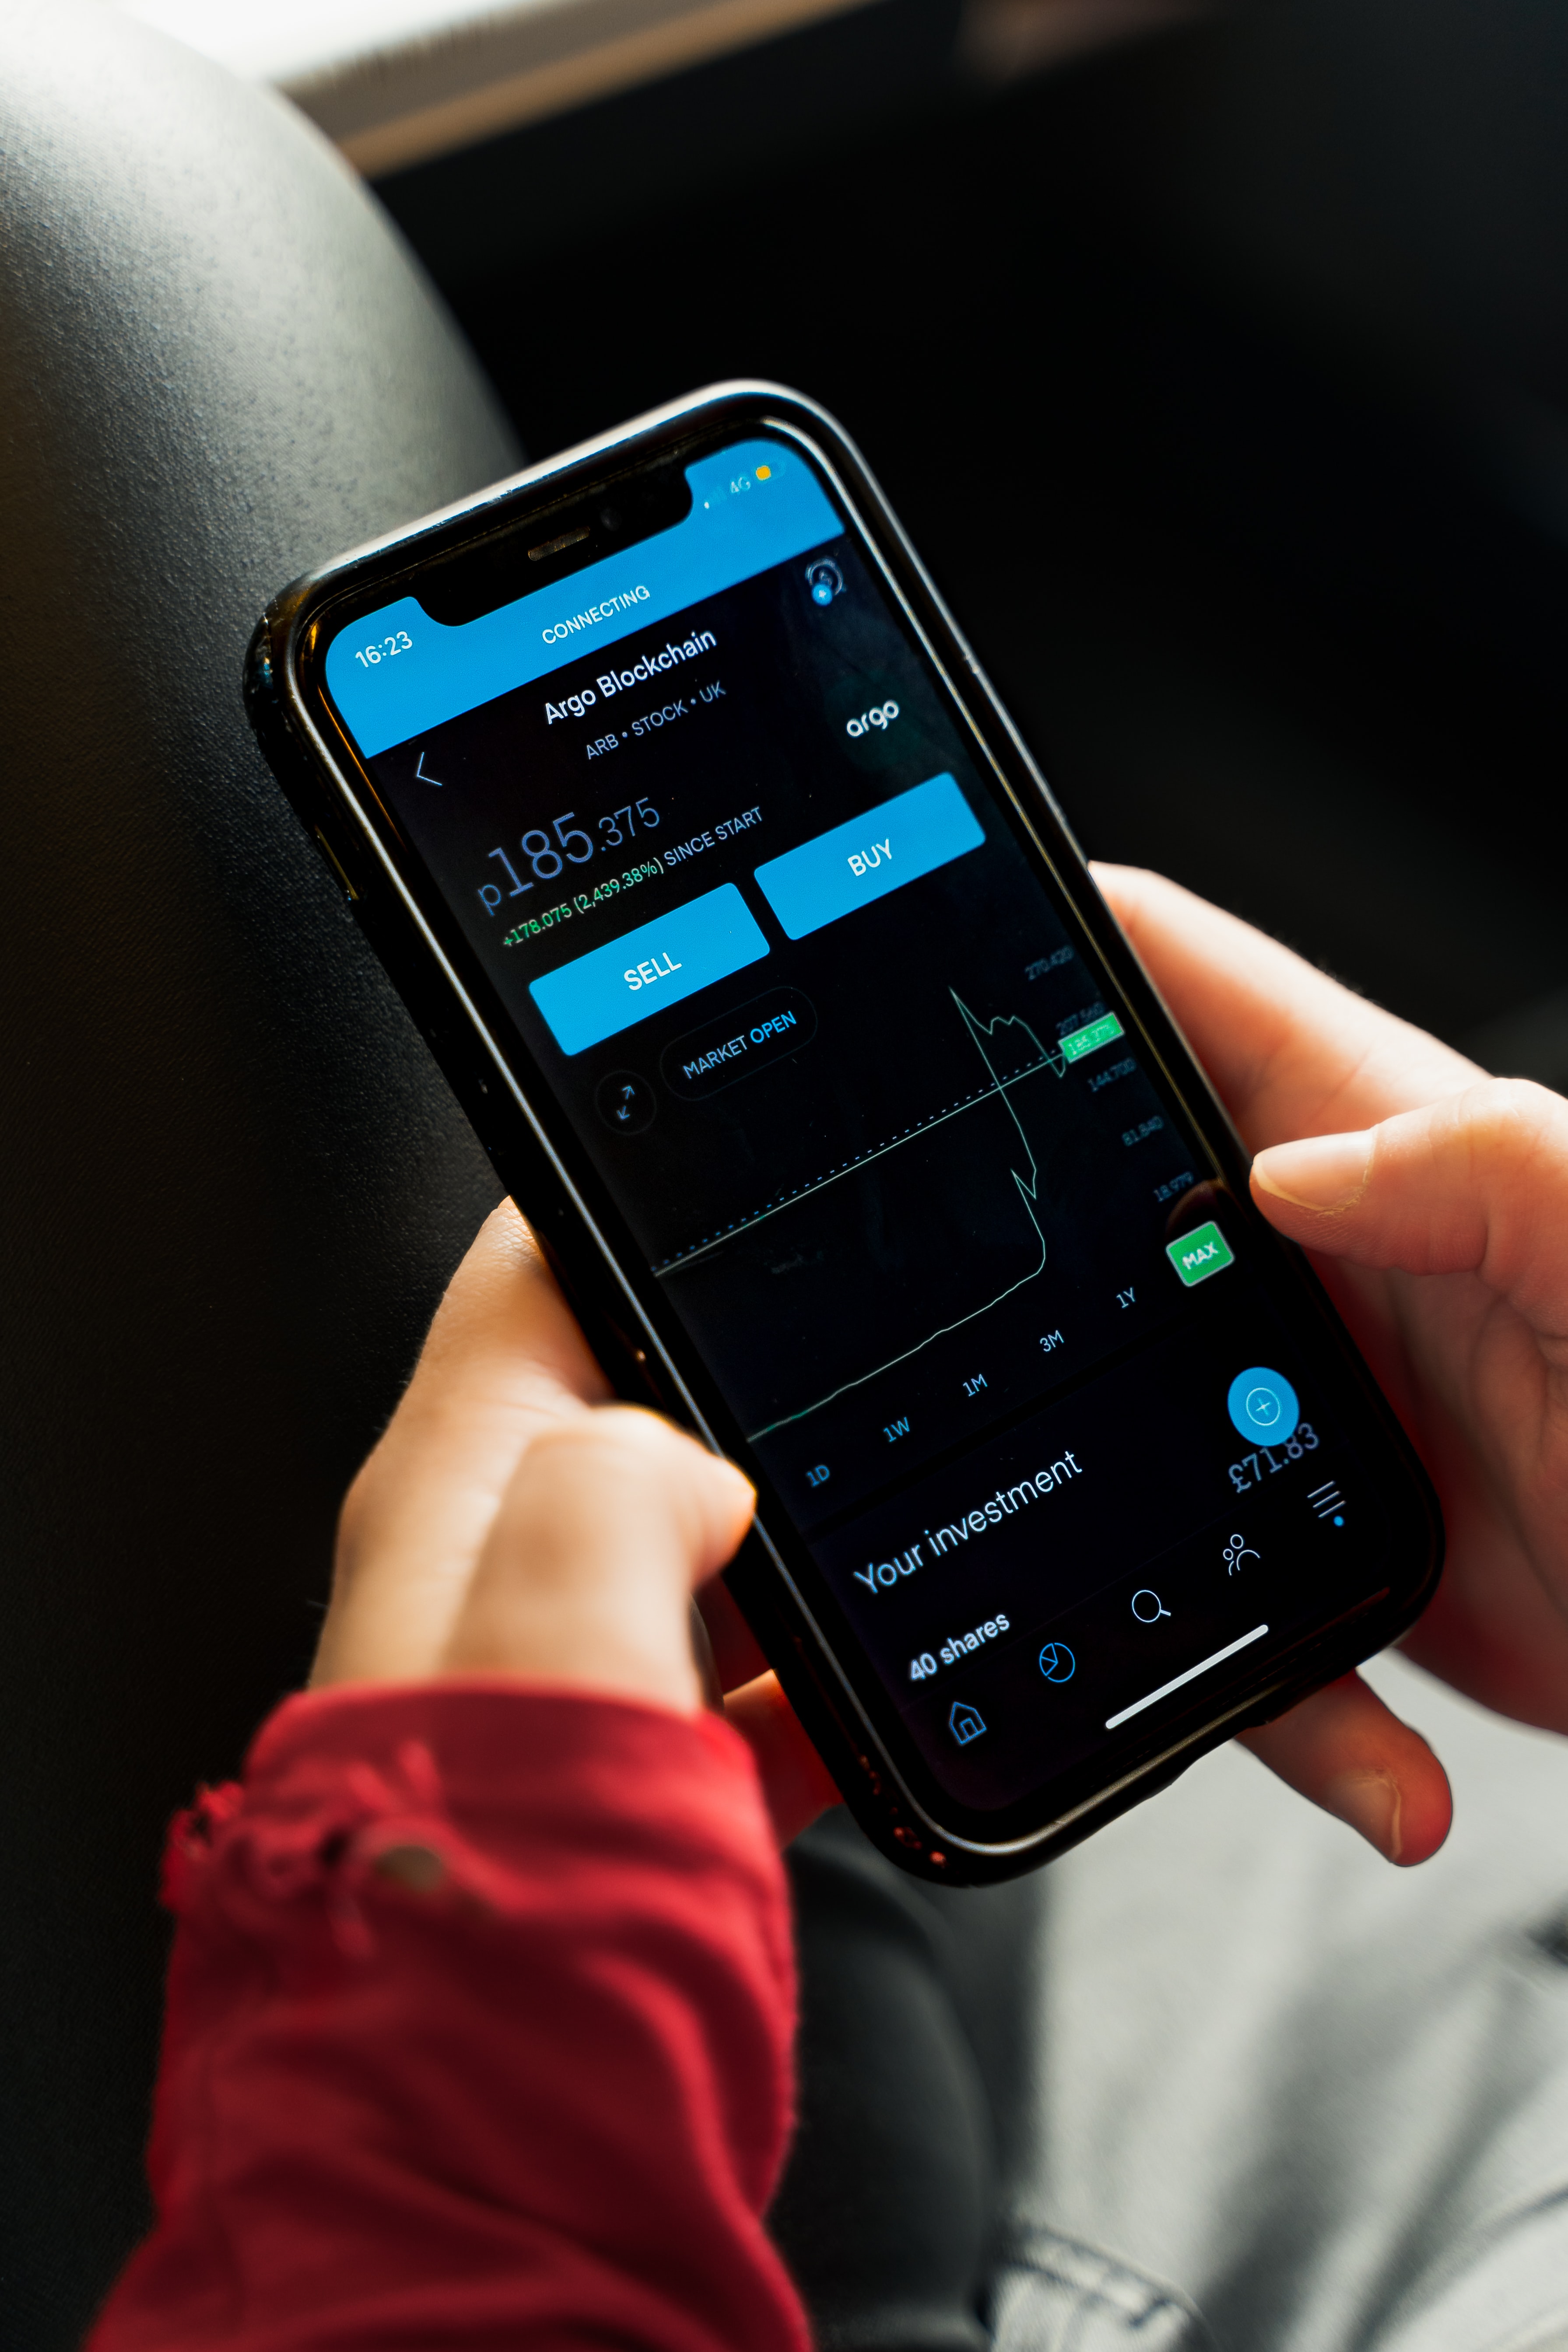 16:23
4G
CONNECTING
Argo Blockchain
ARB • STOCK • UK
argo
p185.375
+178.075 (2,439.38%) SINCE START
SELL
BUY
MARKET OPEN
270.420
207.560
185.375
144.700
81.840
18.979
1D 1W 1M 3M 1Y MAX
Your investment
£71.83
40 shares